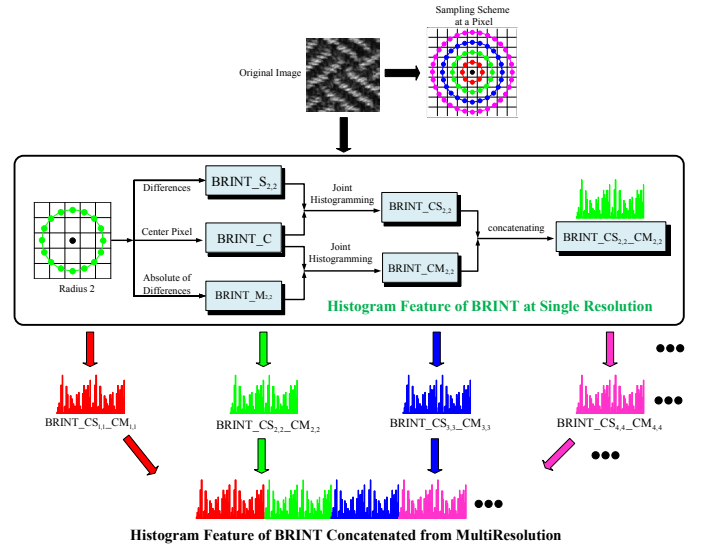 Sampling Scheme
at a Pixel
Original Image
Differences
BRINT_S2,2
Joint
Histogramming
BRINT_CS2,2
Center Pixel
BRINT_C
concatenating
BRINT_CS2,2_CM2,2
Joint
Histogramming
BRINT_CM2,2
Absolute of
Differences
BRINT_M2,2
Radius 2
Histogram Feature of BRINT at Single Resolution
BRINT_CS1,1_CM1,1
BRINT_CS2,2_CM2,2
BRINT_CS3,3_CM3,3
BRINT_CS4,4_CM4,4
Histogram Feature of BRINT Concatenated from MultiResolution